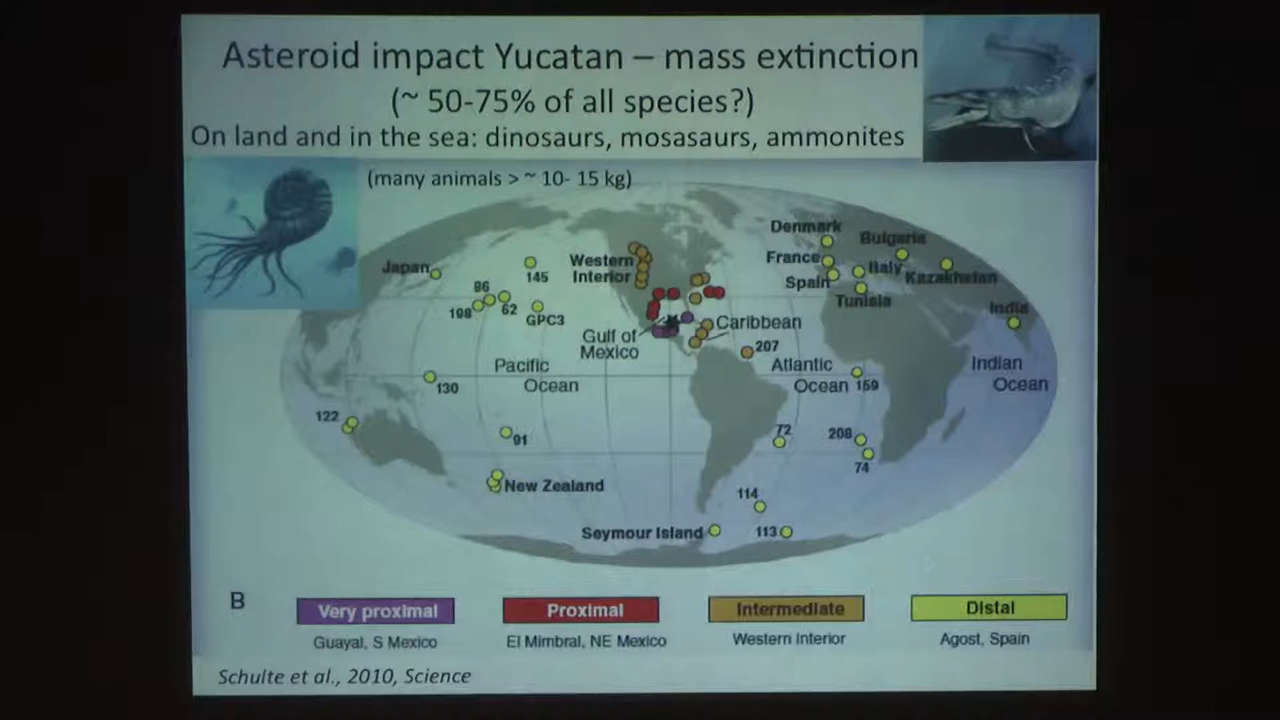 Asteroid impact Yucatan – mass extinction
(~ 50-75% of all species?)
On land and in the sea: dinosaurs, mosasaurs, ammonites
(many animals > ~ 10- 15 kg)
Denmark
Bulgaria
Japan
145
Western
Interior
France
Italy
Kazakhstan
Spain
86
198
62
GPC3
Tunisia
India
Gulf of
Mexico
Caribbean
207
Pacific
Ocean
Atlantic
Ocean
159
Indian
Ocean
130
122
91
72
208
74
New Zealand
114
Seymour Island
113
B
Very proximal
Proximal
Intermediate
Distal
Guayal, S Mexico
El Mimbral, NE Mexico
Western Interior
Agost, Spain
Schulte et al., 2010, Science